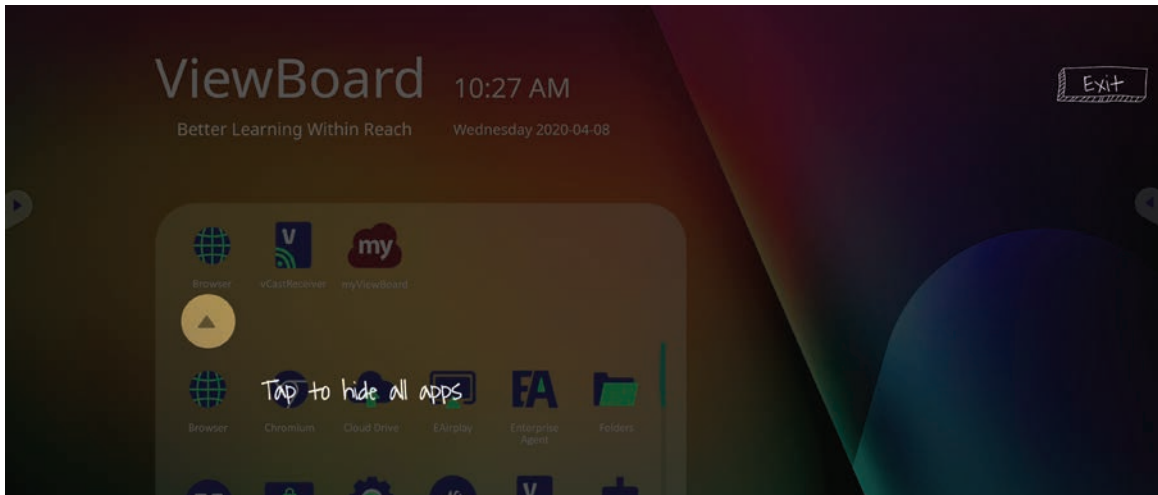 ViewBoard 10:27 AM
Better Learning Within Reach Wednesday 2020-04-08
Exit
my
Browser vCastReceiver myViewBoard
Tap to hide all apps
EA
Browser Chromium Cloud Drive EAirplay Enterprise Agent Folders